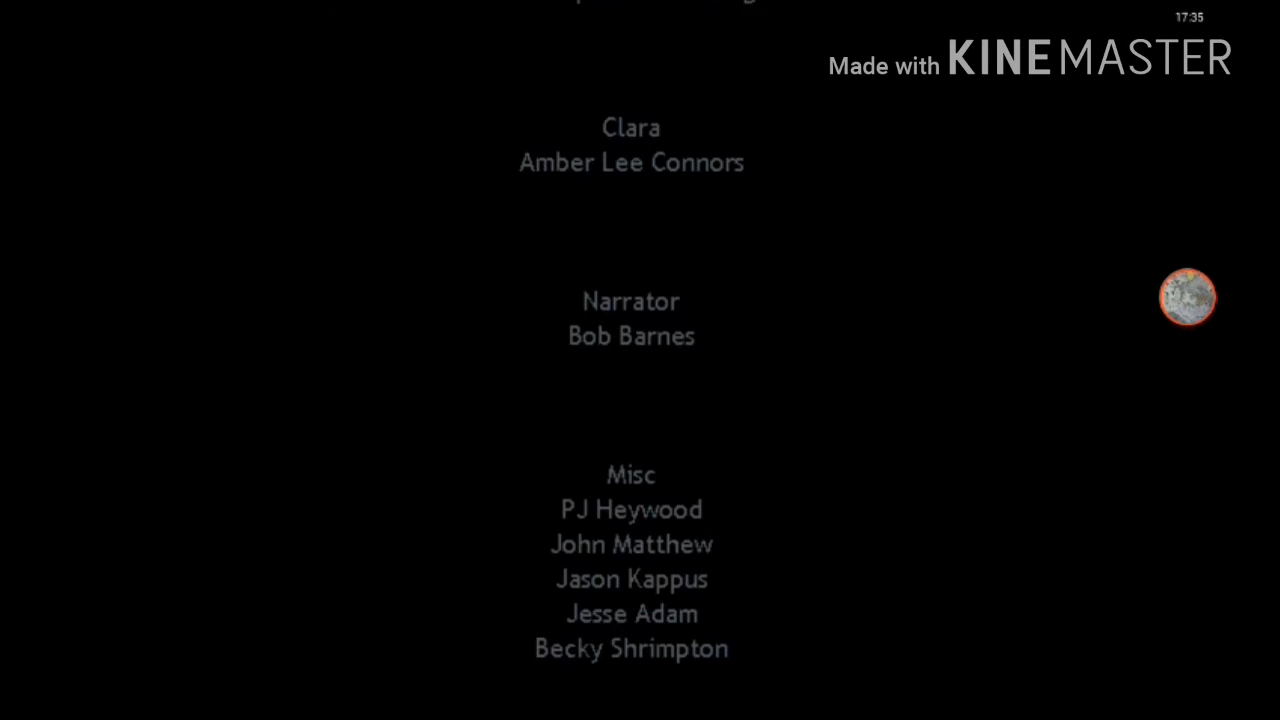 17:35
Made with KINEMASTER
Clara
Amber Lee Connors
Narrator
Bob Barnes
Misc
PJ Heywood
John Matthew
Jason Kappus
Jesse Adam
Becky Shrimpton